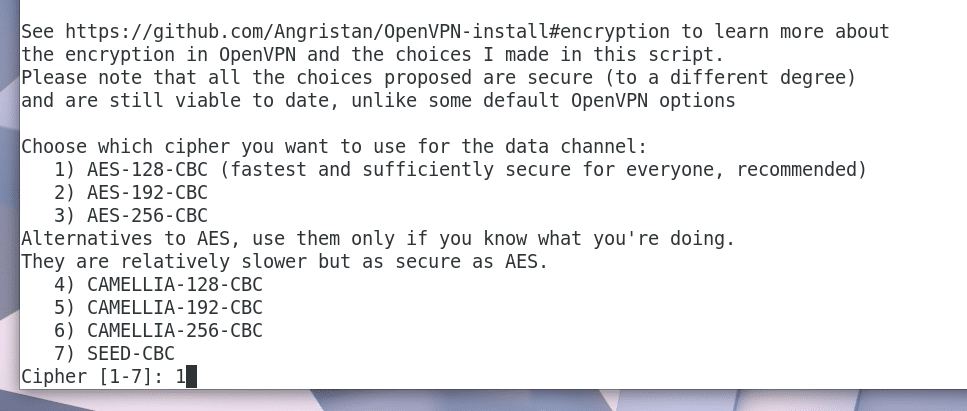 See https://github.com/Angristan/OpenVPN-install#encryption to learn more about
the encryption in OpenVPN and the choices I made in this script.
Please note that all the choices proposed are secure (to a different degree)
and are still viable to date, unlike some default OpenVPN options

Choose which cipher you want to use for the data channel:
   1) AES-128-CBC (fastest and sufficiently secure for everyone, recommended)
   2) AES-192-CBC
   3) AES-256-CBC
Alternatives to AES, use them only if you know what you're doing.
They are relatively slower but as secure as AES.
   4) CAMELLIA-128-CBC
   5) CAMELLIA-192-CBC
   6) CAMELLIA-256-CBC
   7) SEED-CBC
Cipher [1-7]: 1